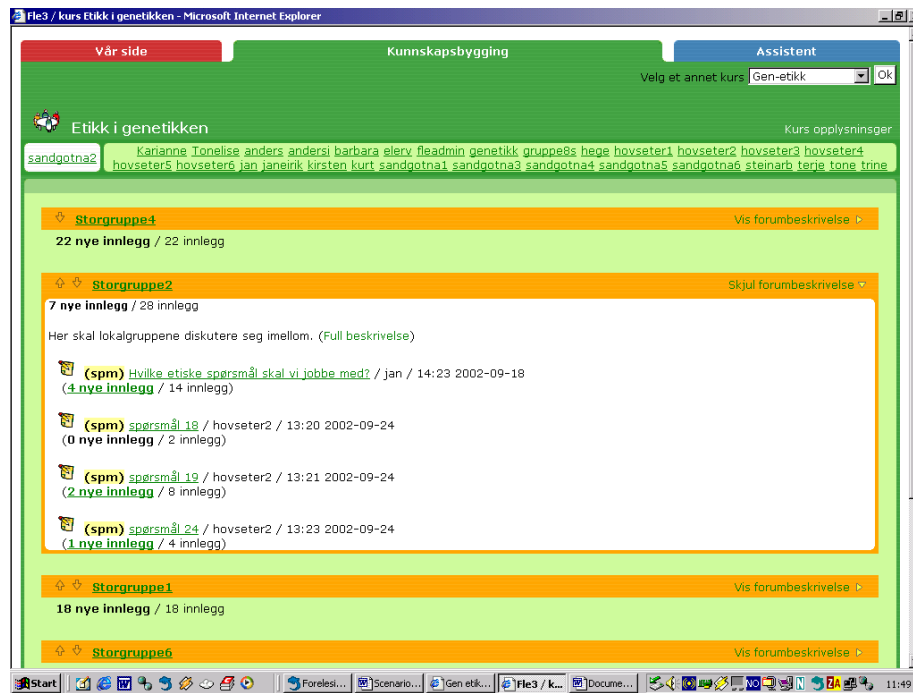 Fle3 / kurs Etikk i genetikken - Microsoft Internet Explorer
Vår side Kunnskapsbygging Assistent
Velg et annet kurs Gen-etikk Ok
Etikk i genetikken Kurs opplysninsger
sandgotna2
Karianne Tonelise anders andersi barbara elerv fleadmin genetikk gruppe8s hege hovseter1 hovseter2 hovseter3 hovseter4
hovseter5 hovseter6 jan janeirik kirsten kurt sandgotna1 sandgotna3 sandgotna4 sandgotna5 sandgotna6 steinarb terje tone trine
Storgruppe4 Vis forumbeskrivelse
22 nye innlegg / 22 innlegg
Storgruppe2 Skjul forumbeskrivelse
7 nye innlegg / 28 innlegg
Her skal lokalgruppene diskutere seg imellom. (Full beskrivelse)
(spm) Hvilke etiske spørsmål skal vi jobbe med? / jan / 14:23 2002-09-18
(4 nye innlegg / 14 innlegg)
(spm) spørsmål 18 / hovseter2 / 13:20 2002-09-24
(0 nye innlegg / 2 innlegg)
(spm) spørsmål 19 / hovseter2 / 13:21 2002-09-24
(2 nye innlegg / 8 innlegg)
(spm) spørsmål 24 / hovseter2 / 13:23 2002-09-24
(1 nye innlegg / 4 innlegg)
Storgruppe1 Vis forumbeskrivelse
18 nye innlegg / 18 innlegg
Storgruppe6 Vis forumbeskrivelse
Start Forelesi... Scenario... Gen etik... Fle3 / k... Docume... NO N ZA 11:49